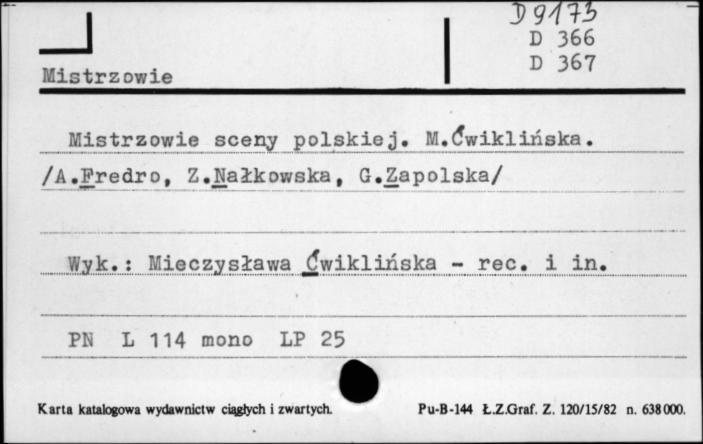 D 9173
D 366
D 367
Mistrzowie
Mistrzowie sceny polskiej. M.Ćwiklińska.
/A.Fredro, Z.Nałkowska, G.Zapolska/
Wyk.: Mieczysława Ćwiklińska - rec. i in.
PN L 114 mono LP 25
Karta katalogowa wydawnictw ciągłych i zwartych.
Pu-B-144 Ł.Z.Graf. Z. 120/15/82 n. 638000.